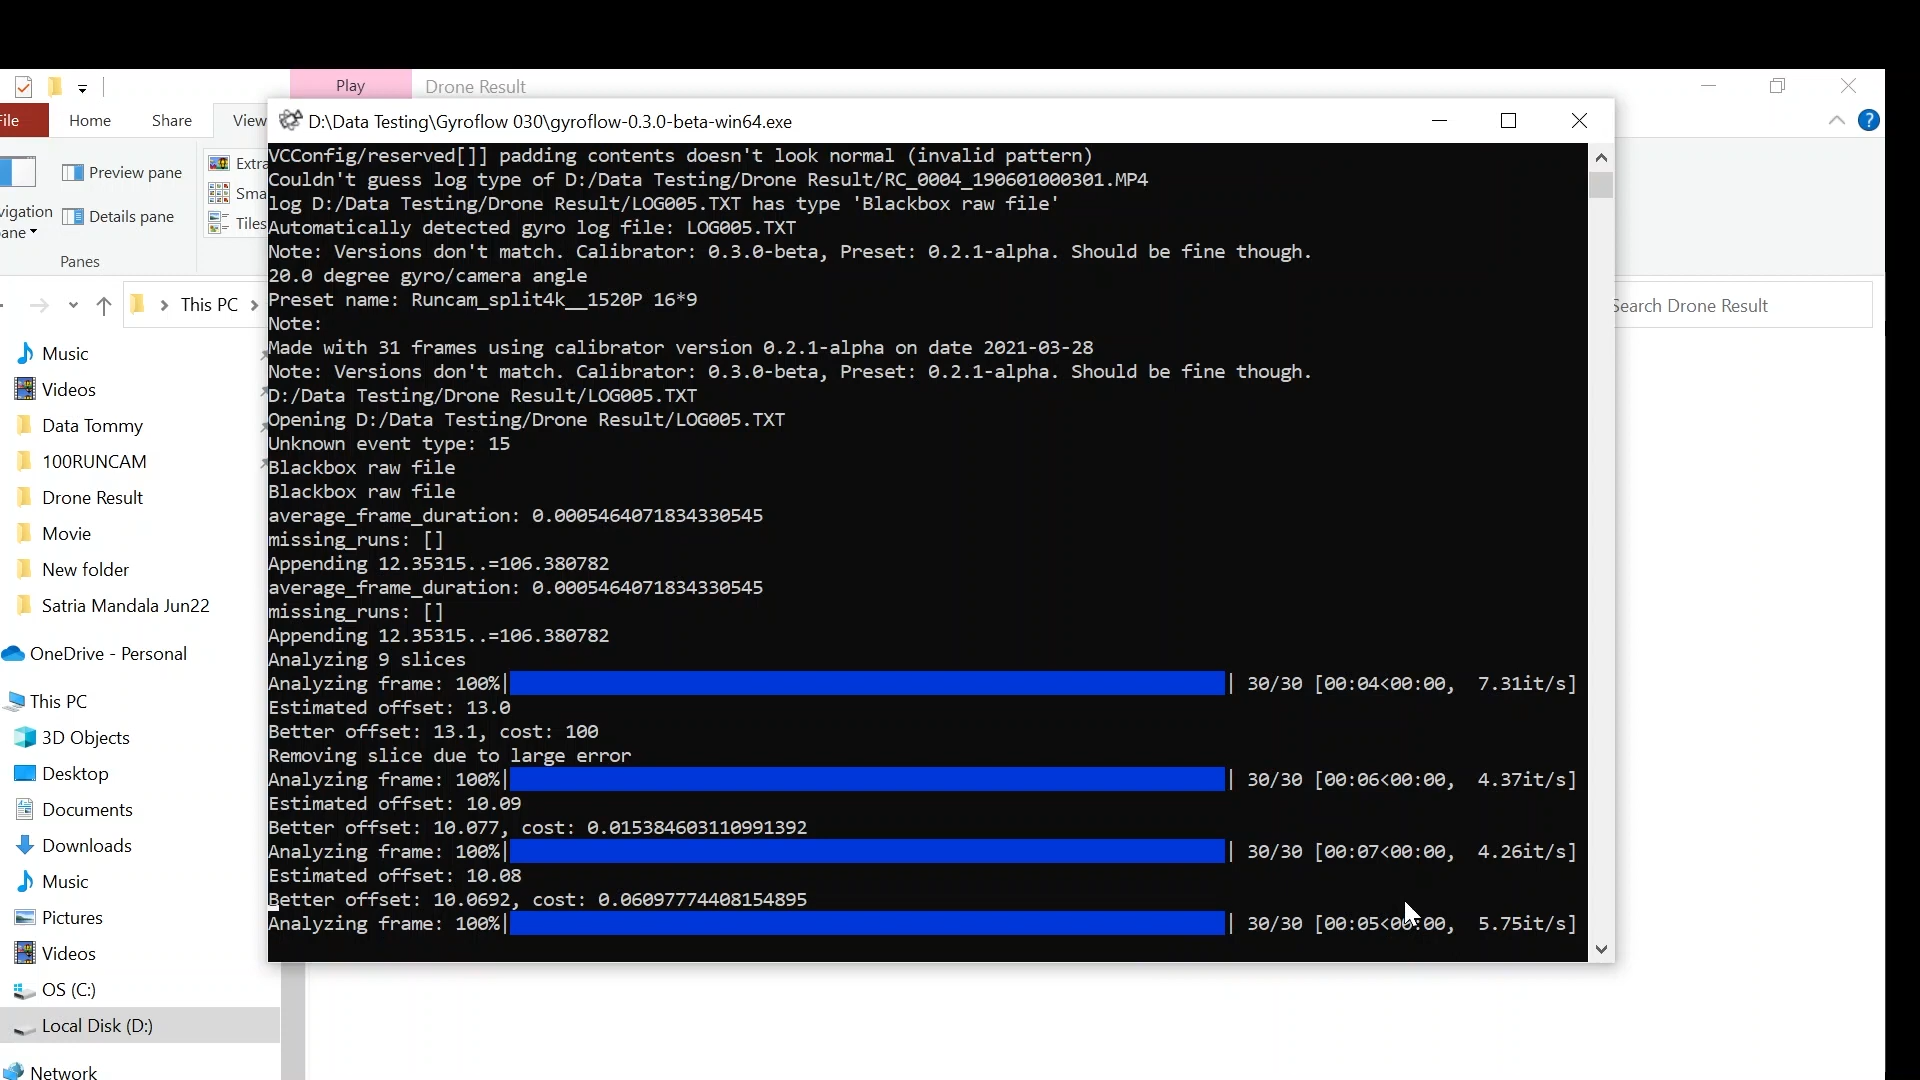 Play
Drone Result
File
Home
Share
View
Preview pane
Details pane
Panes
Extra
Sma
Tiles
This PC
Search Drone Result
Music
Videos
Data Tommy
100RUNCAM
Drone Result
Movie
New folder
Satria Mandala Jun22
OneDrive - Personal
This PC
3D Objects
Desktop
Documents
Downloads
Music
Pictures
Videos
OS (C:)
Local Disk (D:)
Network
D:\Data Testing\Gyroflow 030\gyroflow-0.3.0-beta-win64.exe
VCConfig/reserved[]] padding contents doesn't look normal (invalid pattern)
Couldn't guess log type of D:/Data Testing/Drone Result/RC_0004_190601000301.MP4
log D:/Data Testing/Drone Result/LOG005.TXT has type 'Blackbox raw file'
Automatically detected gyro log file: LOG005.TXT
Note: Versions don't match. Calibrator: 0.3.0-beta, Preset: 0.2.1-alpha. Should be fine though.
20.0 degree gyro/camera angle
Preset name: Runcam_split4k__1520P 16*9
Note:
Made with 31 frames using calibrator version 0.2.1-alpha on date 2021-03-28
Note: Versions don't match. Calibrator: 0.3.0-beta, Preset: 0.2.1-alpha. Should be fine though.
D:/Data Testing/Drone Result/LOG005.TXT
Opening D:/Data Testing/Drone Result/LOG005.TXT
Unknown event type: 15
Blackbox raw file
Blackbox raw file
average_frame_duration: 0.0005464071834330545
missing_runs: []
Appending 12.35315..=106.380782
average_frame_duration: 0.0005464071834330545
missing_runs: []
Appending 12.35315..=106.380782
Analyzing 9 slices
Analyzing frame: 100%| | 30/30 [00:04<00:00, 7.31it/s]
Estimated offset: 13.0
Better offset: 13.1, cost: 100
Removing slice due to large error
Analyzing frame: 100%| | 30/30 [00:06<00:00, 4.37it/s]
Estimated offset: 10.09
Better offset: 10.077, cost: 0.015384603110991392
Analyzing frame: 100%| | 30/30 [00:07<00:00, 4.26it/s]
Estimated offset: 10.08
Better offset: 10.0692, cost: 0.06097774408154895
Analyzing frame: 100%| | 30/30 [00:05<00:00, 5.75it/s]